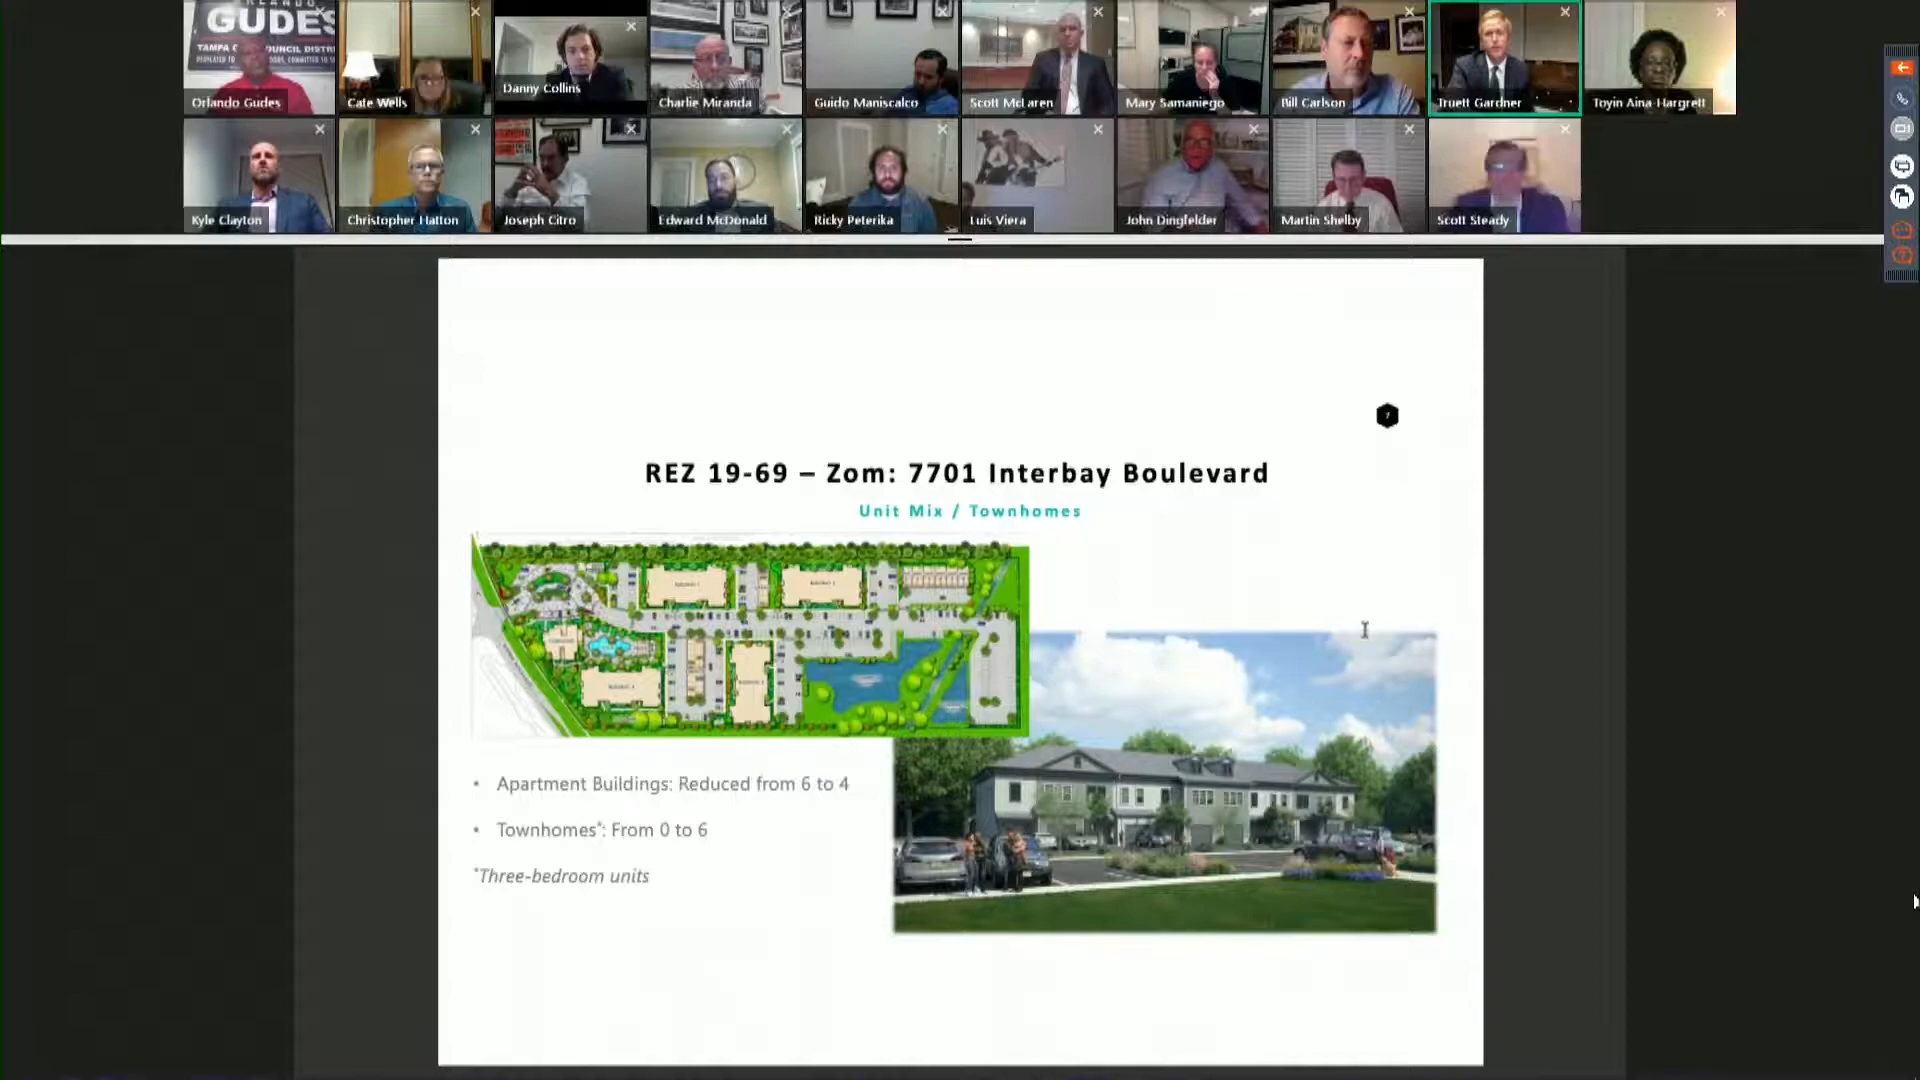 ORLANDO
GUDES
Orlando Gudes
Cate Wells
Danny Collins
Charlie Miranda
Guido Maniscalco
Scott McLaren
Mary Samaniego
Bill Carlson
Truett Gardner
Toyin Aina-Hargrett
Kyle Clayton
Christopher Hatton
Joseph Citro
Edward McDonald
Ricky Peterika
Luis Viera
John Dingfelder
Martin Shelby
Scott Steady
7
REZ 19-69 – Zom: 7701 Interbay Boulevard
Unit Mix / Townhomes
• Apartment Buildings: Reduced from 6 to 4
• Townhomes*: From 0 to 6
*Three-bedroom units